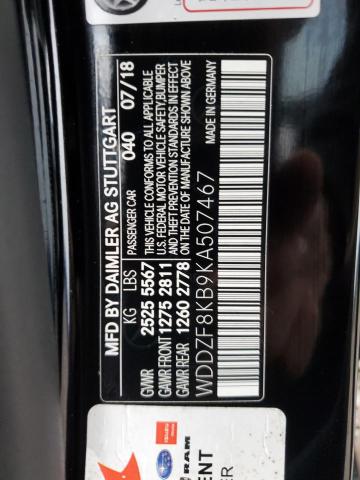 MFD BY DAIMLER AG STUTTGART
KG LBS PASSENGER CAR 040 07/18
GVWR 2525 5567 THIS VEHICLE CONFORMS TO ALL APPLICABLE
GAWR FRONT 1275 2811 U.S. FEDERAL MOTOR VEHICLE SAFETY,BUMPER
GAWR REAR 1260 2778 AND THEFT PREVENTION STANDARDS IN EFFECT
ON THE DATE OF MANUFACTURE SHOWN ABOVE
WDDZF8KB9KA507467 MADE IN GERMANY
RAM